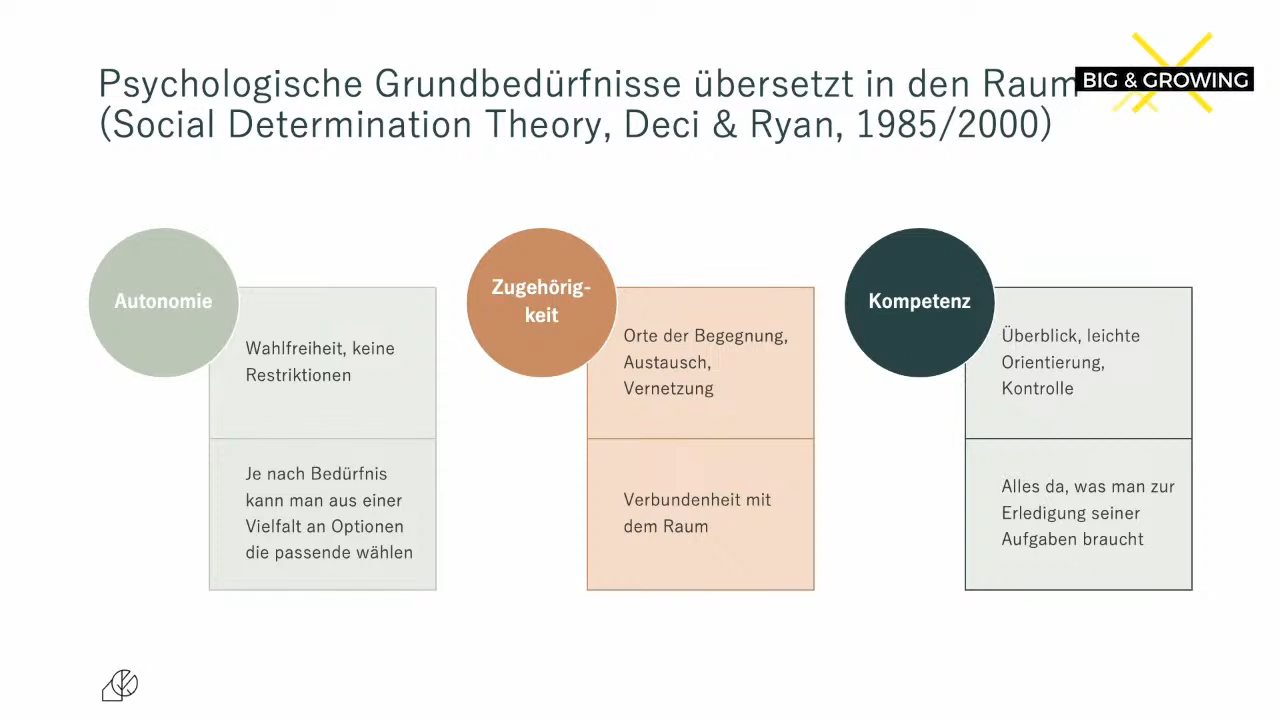 Psychologische Grundbedürfnisse übersetzt in den Raum
(Social Determination Theory, Deci & Ryan, 1985/2000)
BIG & GROWING
Autonomie
Wahlfreiheit, keine
Restriktionen
Je nach Bedürfnis
kann man aus einer
Vielfalt an Optionen
die passende wählen
Zugehörig-
keit
Orte der Begegnung,
Austausch,
Vernetzung
Verbundenheit mit
dem Raum
Kompetenz
Überblick, leichte
Orientierung,
Kontrolle
Alles da, was man zur
Erledigung seiner
Aufgaben braucht